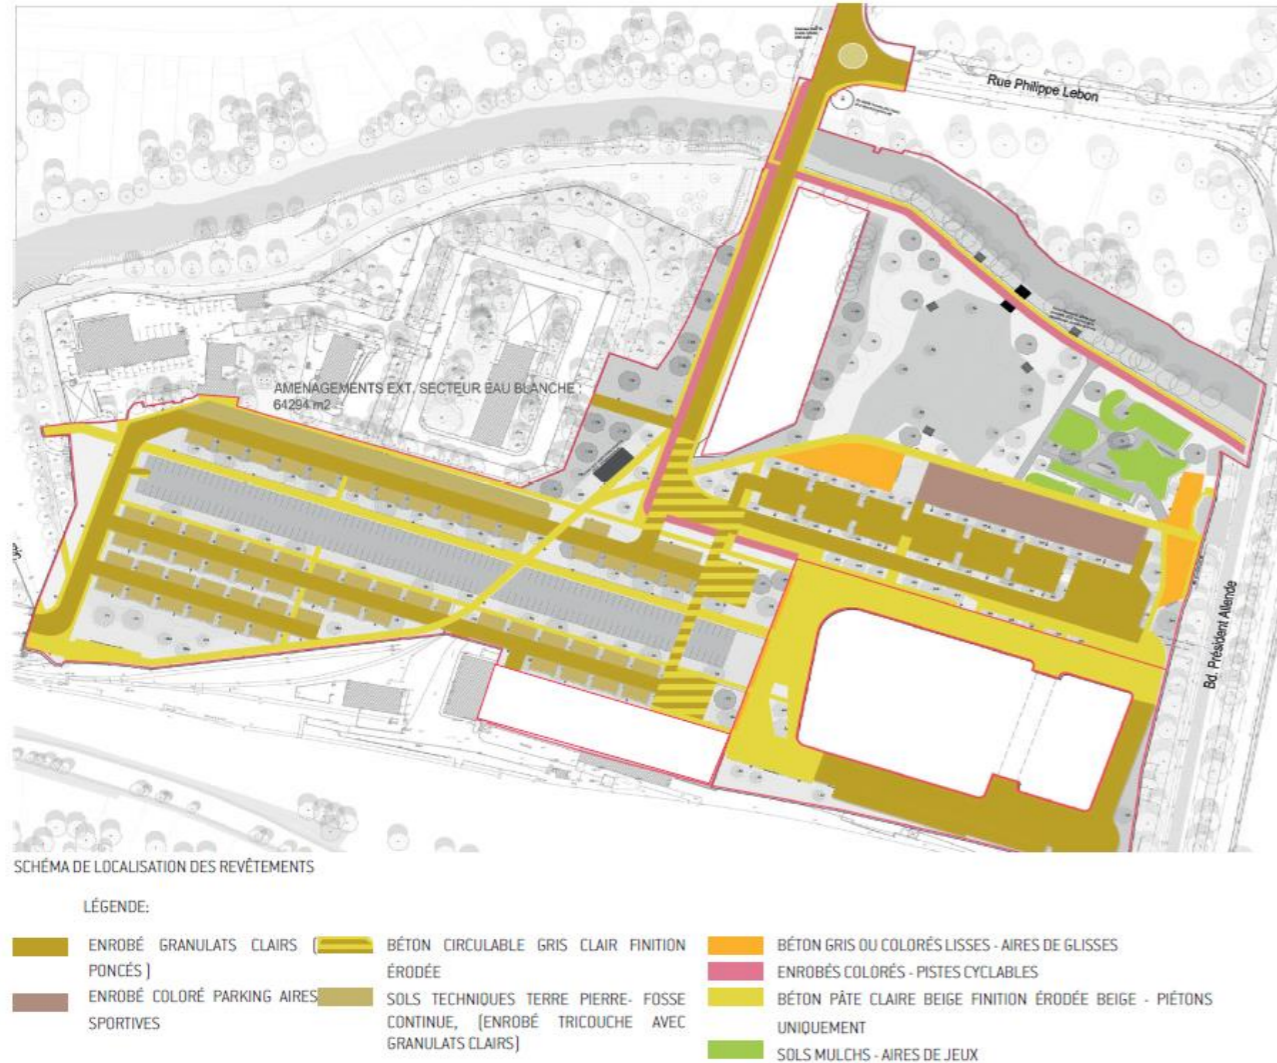 Rue Philippe Lebon
AMENAGEMENTS EXT. SECTEUR EAU BLANCHE :
64294 m2
Bd. Président Allende
SCHÉMA DE LOCALISATION DES REVÊTEMENTS
LÉGENDE:
ENROBÉ GRANULATS CLAIRS (
PONCÉS )
ENROBÉ COLORÉ PARKING AIRES
SPORTIVES
BÉTON CIRCULABLE GRIS CLAIR FINITION
ÉRODÉE
SOLS TECHNIQUES TERRE PIERRE- FOSSE
CONTINUE, (ENROBÉ TRICOUCHE AVEC
GRANULATS CLAIRS)
BÉTON GRIS OU COLORÉS LISSES - AIRES DE GLISSES
ENROBÉS COLORÉS - PISTES CYCLABLES
BÉTON PÂTE CLAIRE BEIGE FINITION ÉRODÉE BEIGE - PIÉTONS
UNIQUEMENT
SOLS MULCHS - AIRES DE JEUX